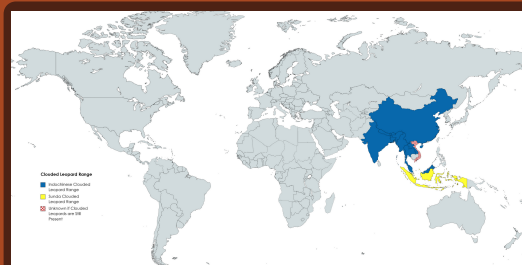 Clouded Leopard Range
Indochinese Clouded
Leopard Range
Sunda Clouded
Leopard Range
Unknown if Clouded
Leopards are Still
Present